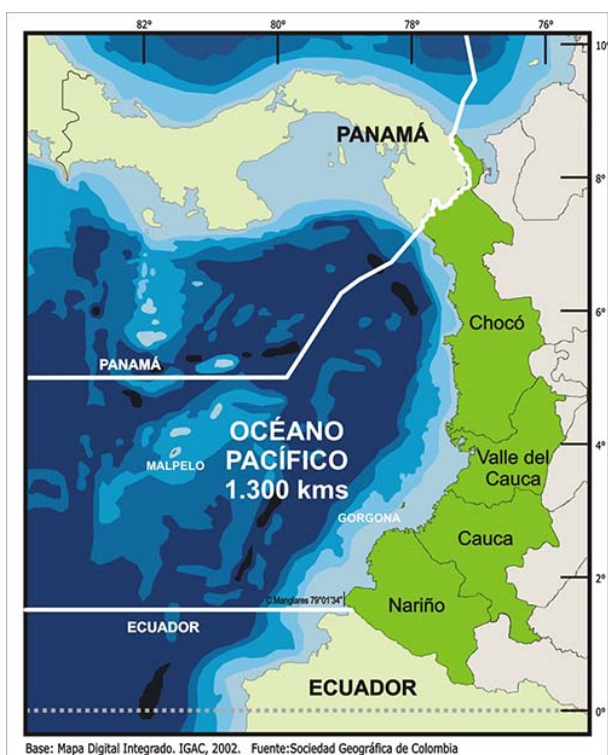 82°
80°
78°
76°
10°
PANAMÁ
8°
Chocó
6°
PANAMÁ
OCÉANO
PACÍFICO
1.300 kms
4°
MALPELO
Valle del
Cauca
GORGONA
Cauca
2°
C.Manglares 79°01'34"
Nariño
ECUADOR
ECUADOR
0°
Base: Mapa Digital Integrado. IGAC, 2002. Fuente:Sociedad Geográfica de Colombia